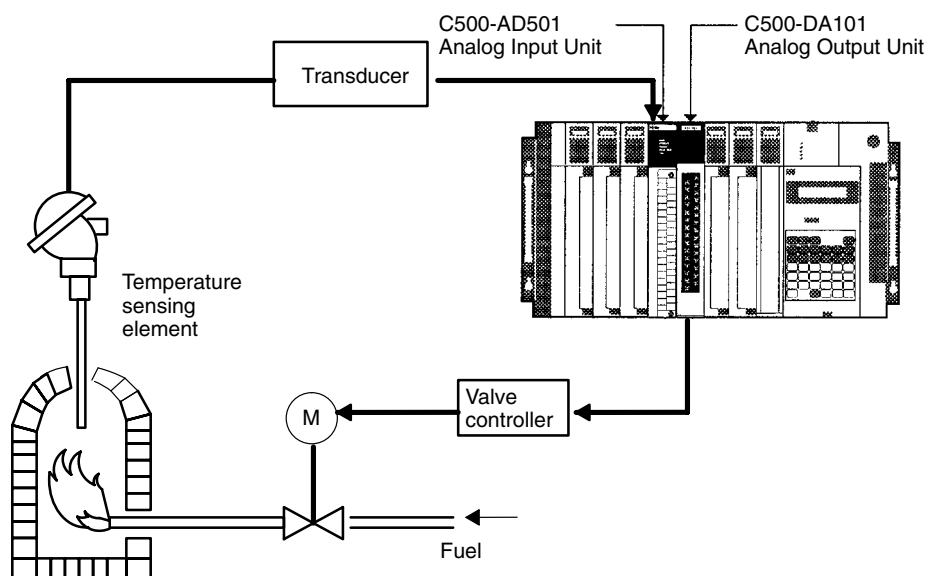 C500-AD501
Analog Input Unit
C500-DA101
Analog Output Unit
Transducer
Temperature
sensing
element
Valve
controller
M
Fuel